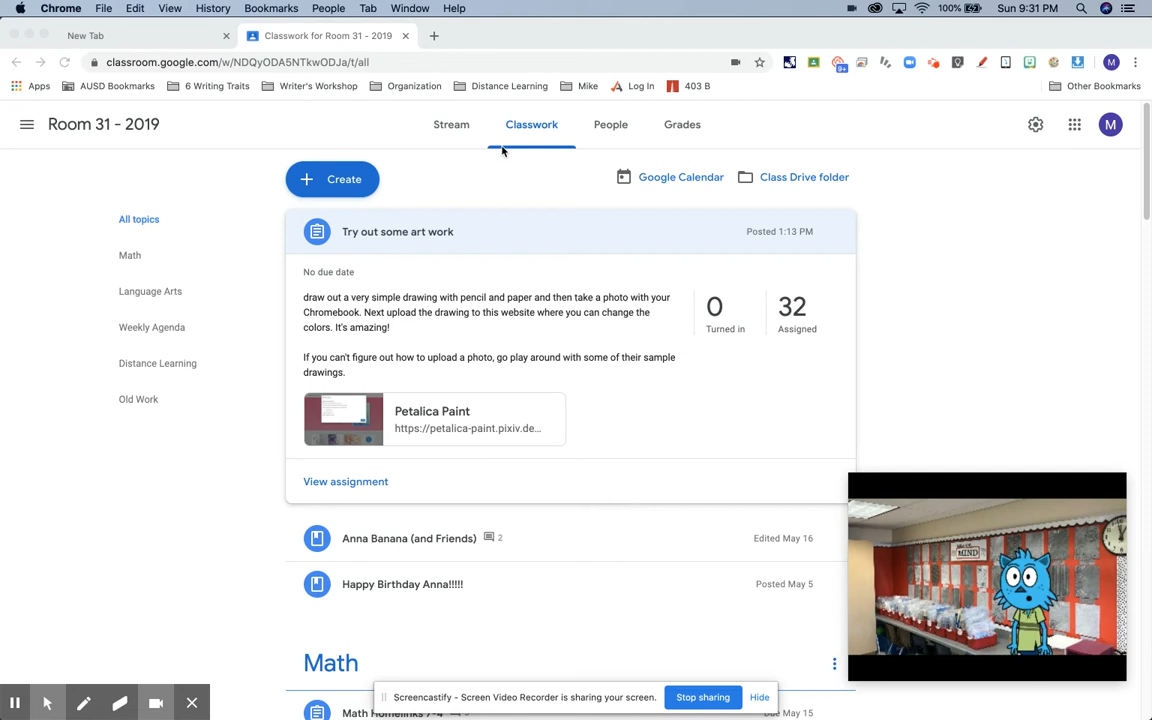 Chrome File Edit View History Bookmarks People Tab Window Help 100% Sun 9:31 PM
New Tab
Classwork for Room 31 - 2019
classroom.google.com/w/NDQyODA5NTkwODJa/t/all
9+
M
Apps AUSD Bookmarks 6 Writing Traits Writer's Workshop Organization Distance Learning Mike Log In 403 B Other Bookmarks
Room 31 - 2019
Stream Classwork People Grades
M
Create
Google Calendar
Class Drive folder
All topics
Math
Language Arts
Weekly Agenda
Distance Learning
Old Work
Try out some art work
Posted 1:13 PM
No due date
draw out a very simple drawing with pencil and paper and then take a photo with your
Chromebook. Next upload the drawing to this website where you can change the
colors. It's amazing!
If you can't figure out how to upload a photo, go play around with some of their sample
drawings.
0
Turned in
32
Assigned
Petalica Paint
https://petalica-paint.pixiv.de...
View assignment
Anna Banana (and Friends) 2
Edited May 16
Happy Birthday Anna!!!!!
Posted May 5
Math
Math Homelinks 7-4
Due May 15
Screencastify - Screen Video Recorder is sharing your screen.
Stop sharing
Hide
MIND